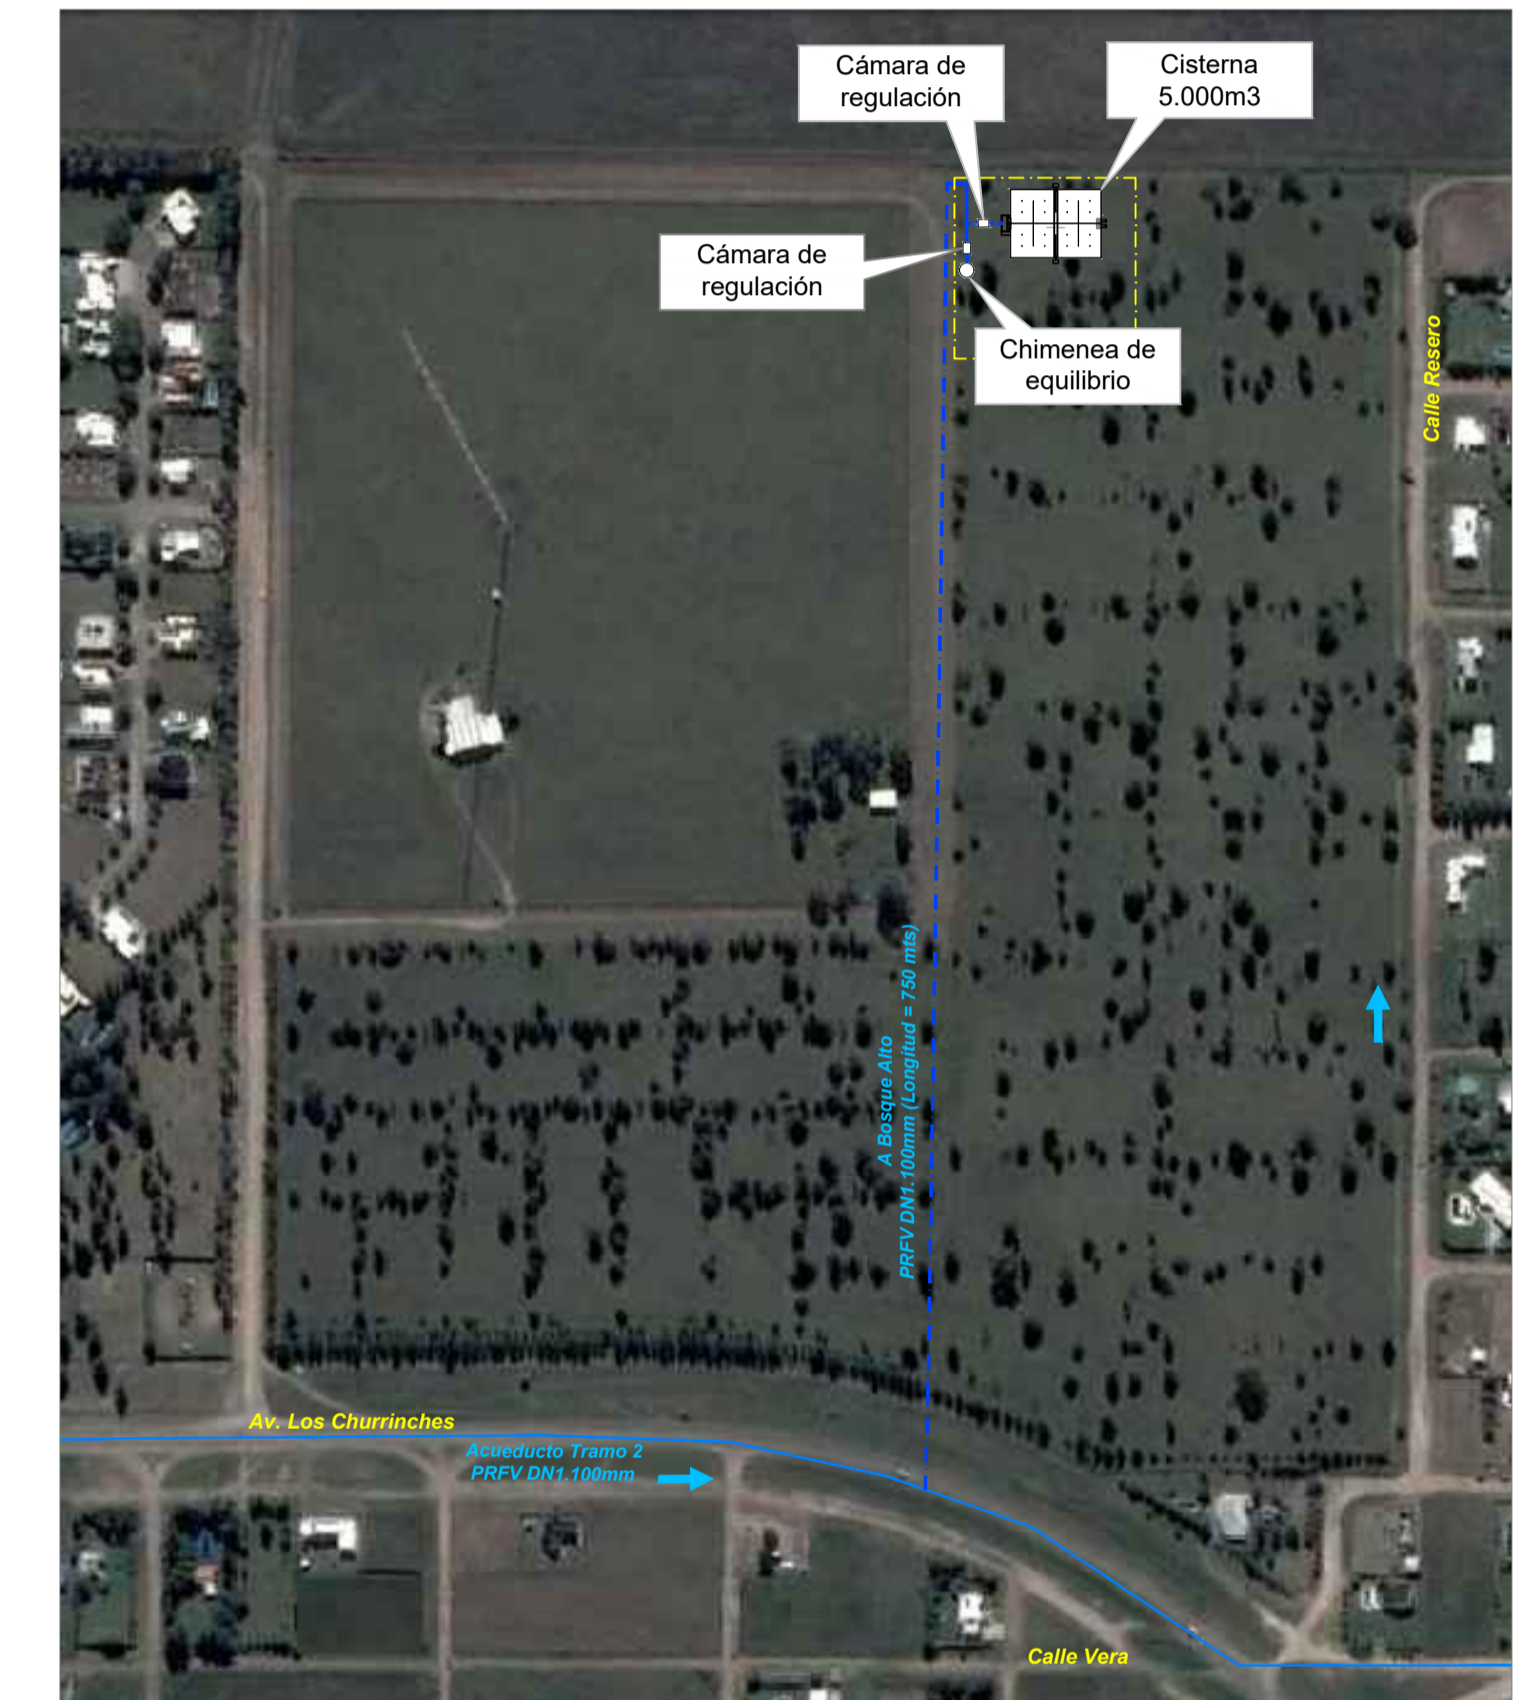 Cámara de
regulación
Cisterna
5.000m3
Cámara de
regulación
Chimenea de
equilibrio
Calle Resero
A Bosque Alto
PRFV DN1.100mm (Longitud = 750 mts)
Av. Los Churrinches
Acueducto Tramo 2
PRFV DN1.100mm
Calle Vera